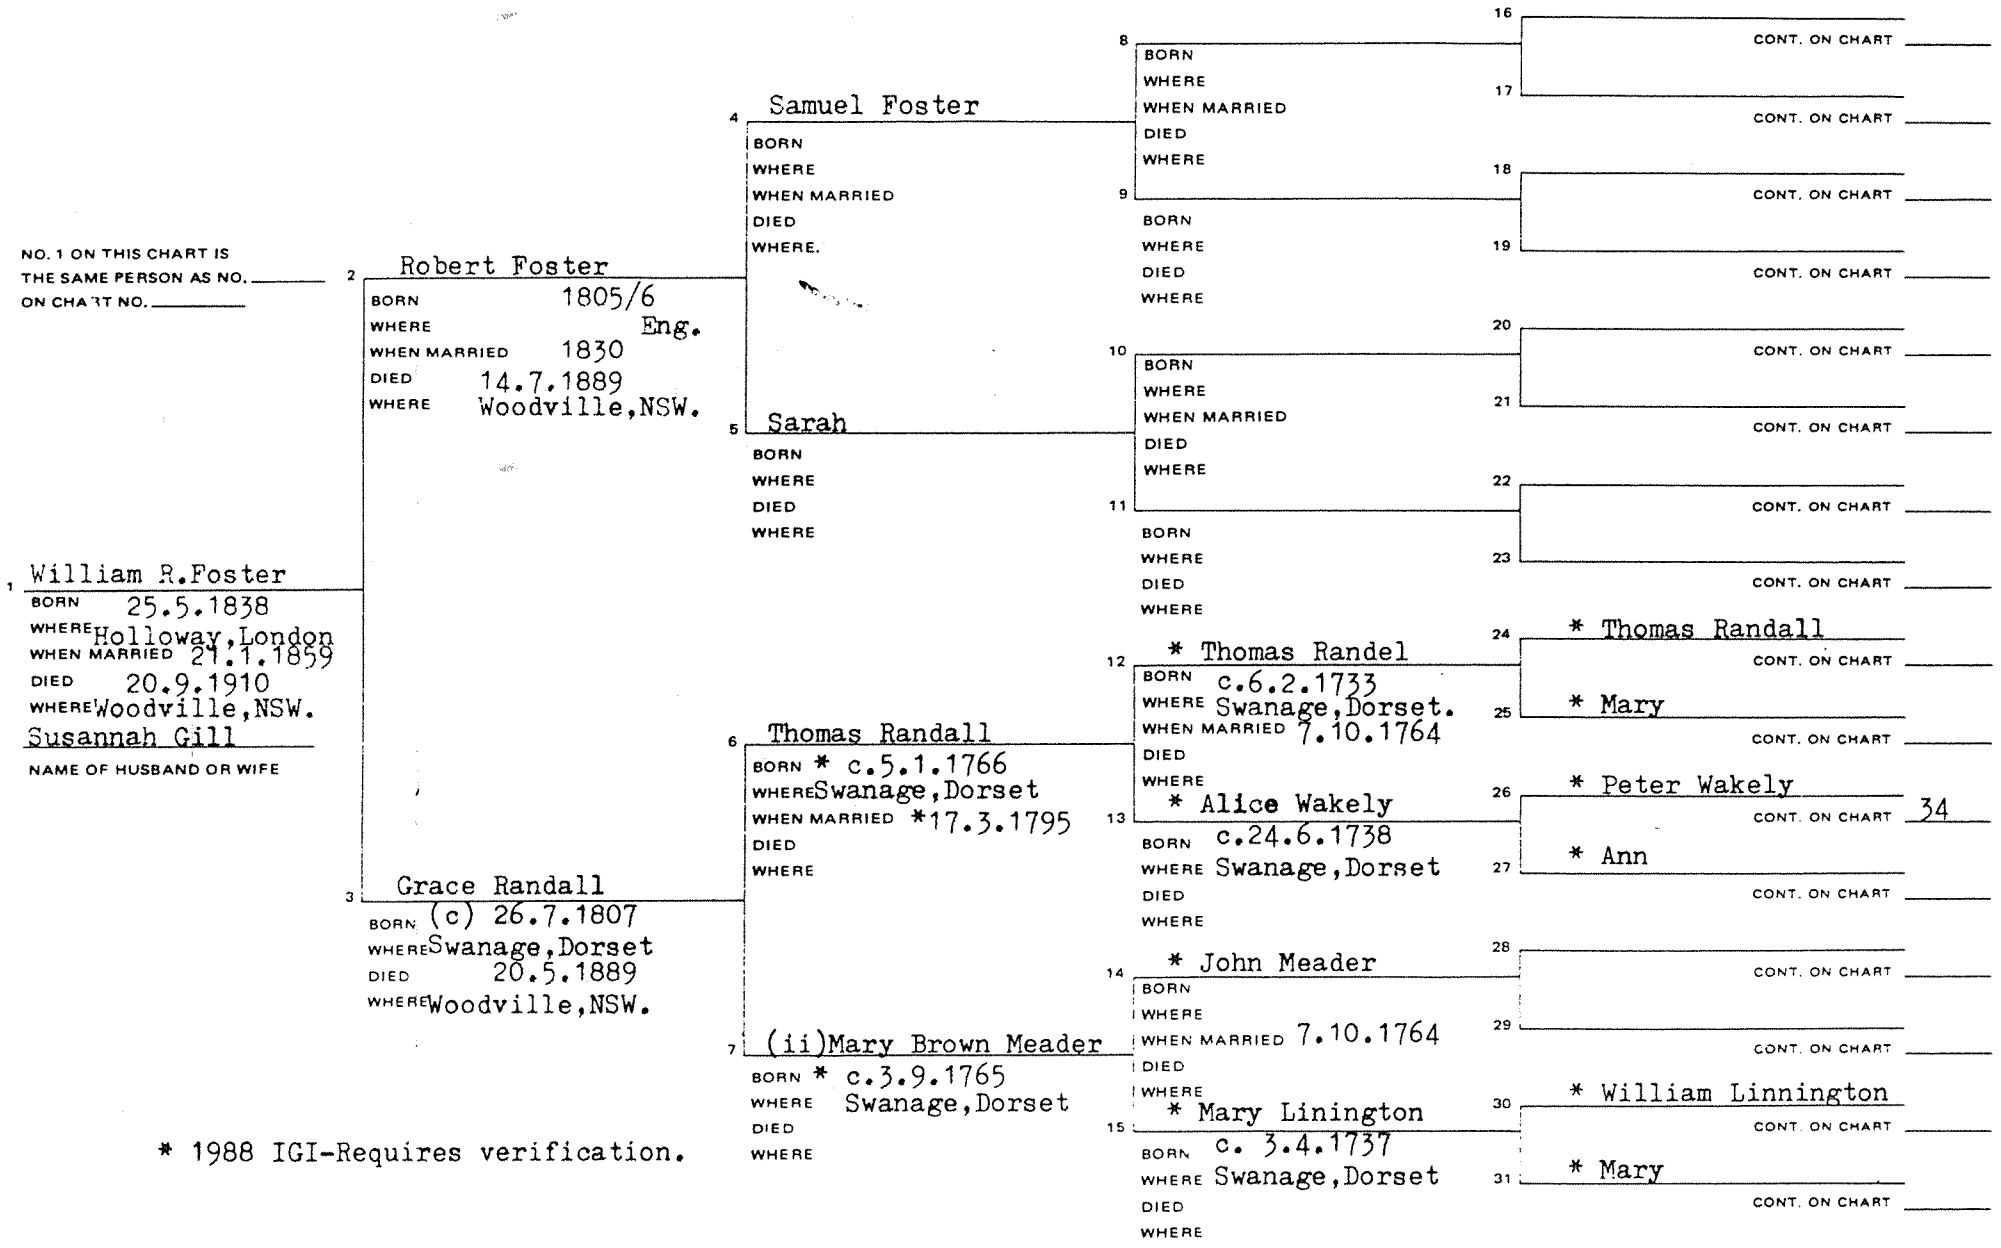 NO. 1 ON THIS CHART IS
THE SAME PERSON AS NO.
ON CHART NO.
1 William R.Foster
BORN 25.5.1838
WHERE Holloway,London
WHEN MARRIED 21.1.1859
DIED 20.9.1910
WHERE Woodville,NSW.
Susannah Gill
NAME OF HUSBAND OR WIFE
2 Robert Foster
BORN 1805/6
WHERE Eng.
WHEN MARRIED 1830
DIED 14.7.1889
WHERE Woodville,NSW.
3 Grace Randall
BORN (c) 26.7.1807
WHERE Swanage,Dorset
DIED 20.5.1889
WHERE Woodville,NSW.
* 1988 IGI-Requires verification.
4 Samuel Foster
BORN
WHERE
WHEN MARRIED
DIED
WHERE.
5 Sarah
BORN
WHERE
DIED
WHERE
6 Thomas Randall
BORN * c.5.1.1766
WHERE Swanage,Dorset
WHEN MARRIED *17.3.1795
DIED
WHERE
7 (ii)Mary Brown Meader
BORN * c.3.9.1765
WHERE Swanage,Dorset
DIED
WHERE
8
BORN
WHERE
WHEN MARRIED
DIED
WHERE
9
BORN
WHERE
DIED
WHERE
10
BORN
WHERE
WHEN MARRIED
DIED
WHERE
11
BORN
WHERE
DIED
WHERE
12 * Thomas Randel
BORN c.6.2.1733
WHERE Swanage,Dorset.
WHEN MARRIED 7.10.1764
DIED
WHERE
13 * Alice Wakely
BORN c.24.6.1738
WHERE Swanage,Dorset
DIED
WHERE
14 * John Meader
BORN
WHERE
WHEN MARRIED 7.10.1764
DIED
WHERE
15 * Mary Linington
BORN c. 3.4.1737
WHERE Swanage,Dorset
DIED
WHERE
16
CONT. ON CHART
17
CONT. ON CHART
18
CONT. ON CHART
19
CONT. ON CHART
20
CONT. ON CHART
21
CONT. ON CHART
22
CONT. ON CHART
23
CONT. ON CHART
24 * Thomas Randall
CONT. ON CHART
25 * Mary
CONT. ON CHART
26 * Peter Wakely
CONT. ON CHART 34
27 * Ann
CONT. ON CHART
28
CONT. ON CHART
29
CONT. ON CHART
30 * William Linnington
CONT. ON CHART
31 * Mary
CONT. ON CHART